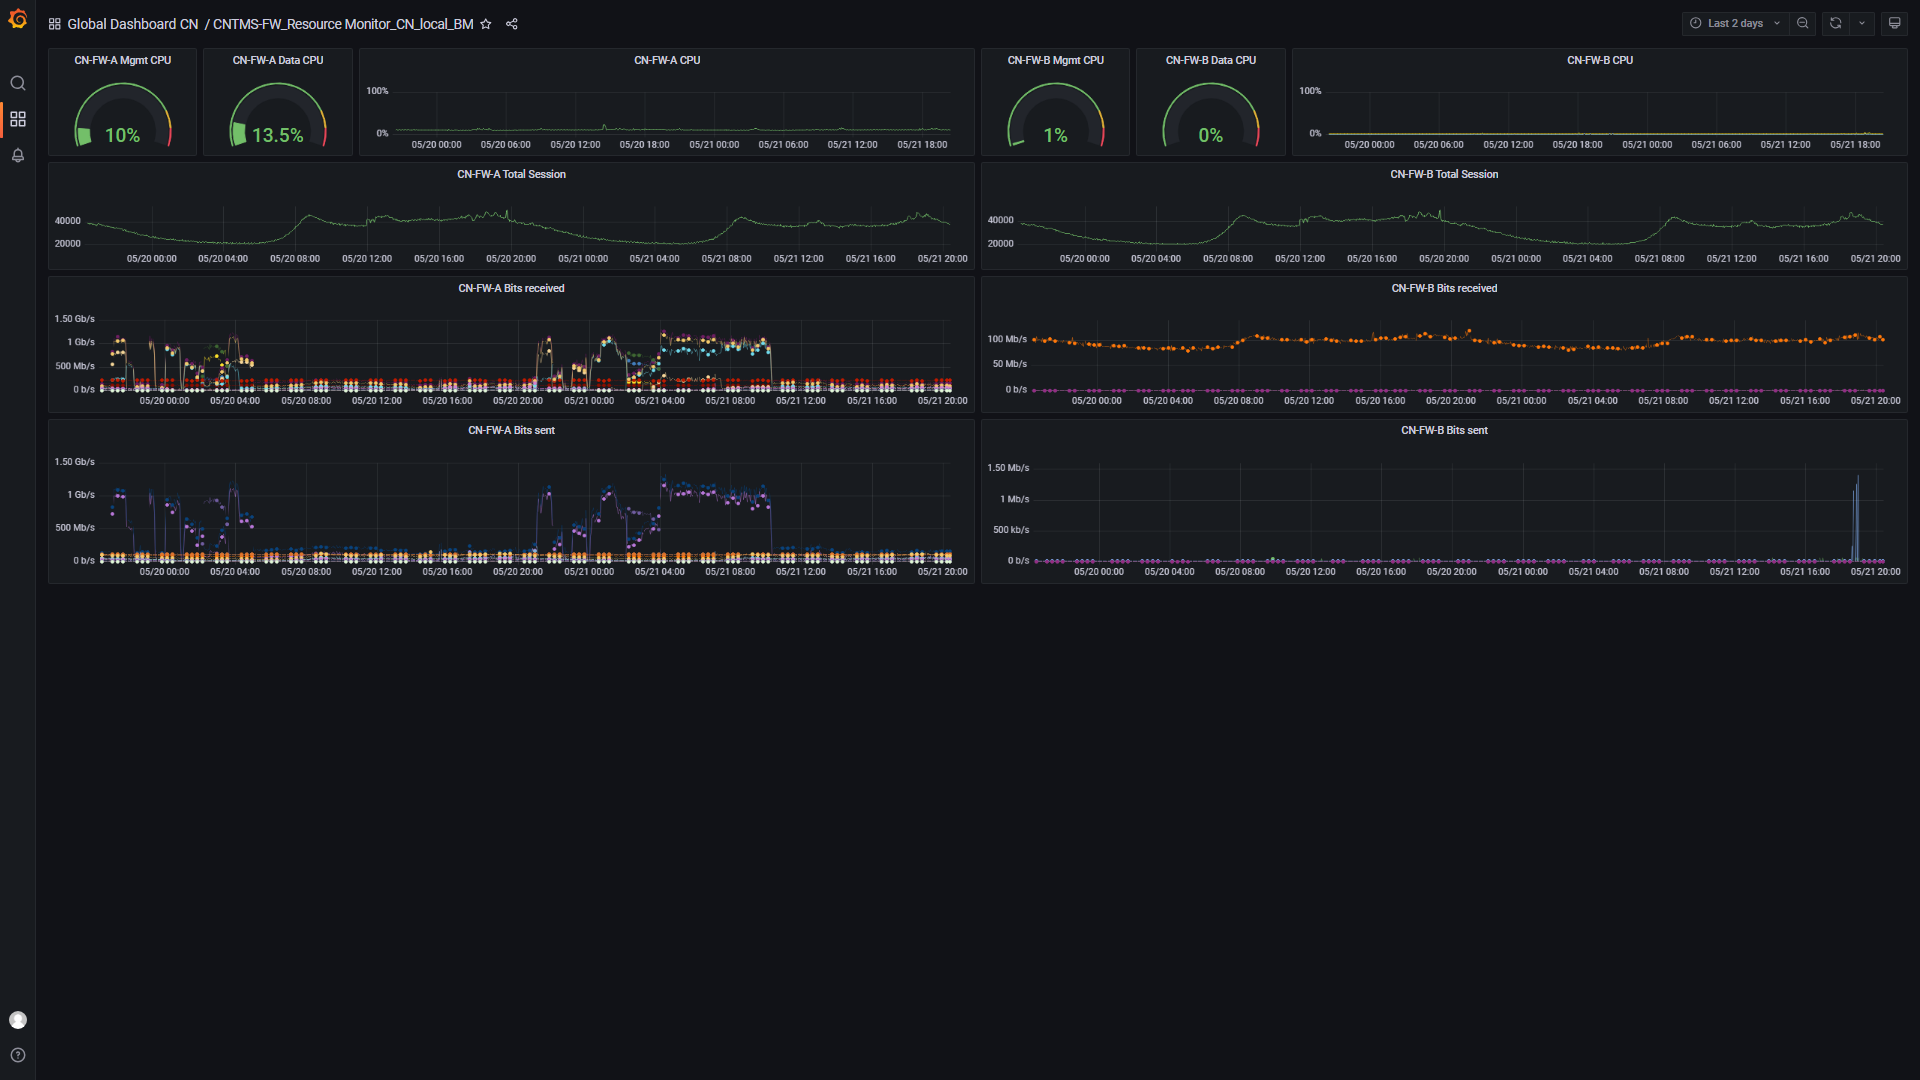 Global Dashboard CN / CNTMS-FW_Resource Monitor_CN_local_BM
Last 2 days
CN-FW-A Mgmt CPU
10%
CN-FW-A Data CPU
13.5%
CN-FW-A CPU
100%
0%
05/20 00:00 05/20 06:00 05/20 12:00 05/20 18:00 05/21 00:00 05/21 06:00 05/21 12:00 05/21 18:00
CN-FW-B Mgmt CPU
1%
CN-FW-B Data CPU
0%
CN-FW-B CPU
100%
0%
05/20 00:00 05/20 06:00 05/20 12:00 05/20 18:00 05/21 00:00 05/21 06:00 05/21 12:00 05/21 18:00
CN-FW-A Total Session
40000
20000
05/20 00:00 05/20 04:00 05/20 08:00 05/20 12:00 05/20 16:00 05/20 20:00 05/21 00:00 05/21 04:00 05/21 08:00 05/21 12:00 05/21 16:00 05/21 20:00
CN-FW-B Total Session
40000
20000
05/20 00:00 05/20 04:00 05/20 08:00 05/20 12:00 05/20 16:00 05/20 20:00 05/21 00:00 05/21 04:00 05/21 08:00 05/21 12:00 05/21 16:00 05/21 20:00
CN-FW-A Bits received
1.50 Gb/s
1 Gb/s
500 Mb/s
0 b/s
05/20 00:00 05/20 04:00 05/20 08:00 05/20 12:00 05/20 16:00 05/20 20:00 05/21 00:00 05/21 04:00 05/21 08:00 05/21 12:00 05/21 16:00 05/21 20:00
CN-FW-B Bits received
100 Mb/s
50 Mb/s
0 b/s
05/20 00:00 05/20 04:00 05/20 08:00 05/20 12:00 05/20 16:00 05/20 20:00 05/21 00:00 05/21 04:00 05/21 08:00 05/21 12:00 05/21 16:00 05/21 20:00
CN-FW-A Bits sent
1.50 Gb/s
1 Gb/s
500 Mb/s
0 b/s
05/20 00:00 05/20 04:00 05/20 08:00 05/20 12:00 05/20 16:00 05/20 20:00 05/21 00:00 05/21 04:00 05/21 08:00 05/21 12:00 05/21 16:00 05/21 20:00
CN-FW-B Bits sent
1.50 Mb/s
1 Mb/s
500 kb/s
0 b/s
05/20 00:00 05/20 04:00 05/20 08:00 05/20 12:00 05/20 16:00 05/20 20:00 05/21 00:00 05/21 04:00 05/21 08:00 05/21 12:00 05/21 16:00 05/21 20:00